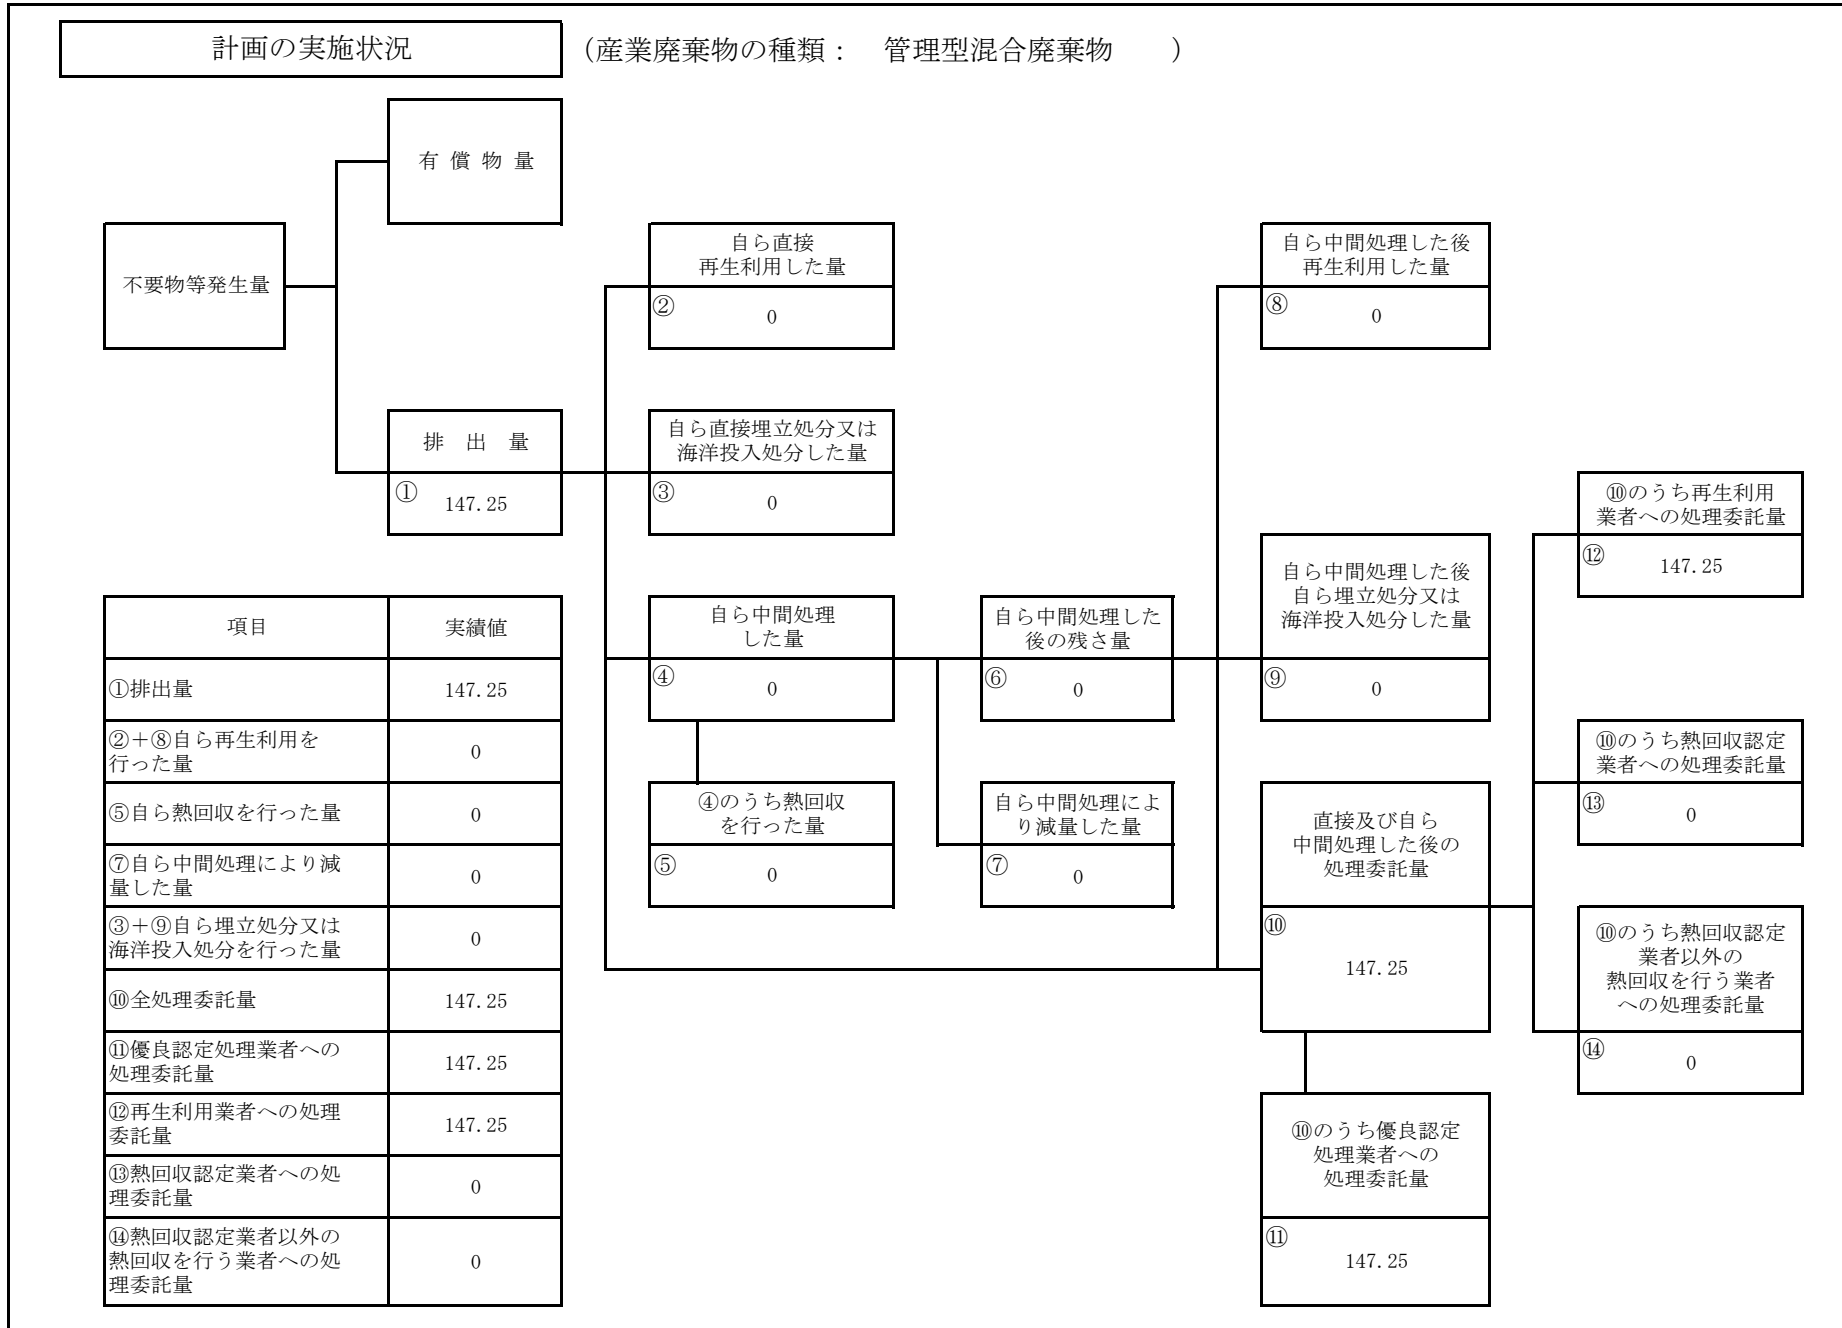 計画の実施状況
（産業廃棄物の種類：　管理型混合廃棄物　　）
有 償 物 量
不要物等発生量
自ら直接
再生利用した量
②
0
自ら中間処理した後
再生利用した量
⑧
0
排　出　量
①
147.25
自ら直接埋立処分又は
海洋投入処分した量
③
0
⑩のうち再生利用
業者への処理委託量
⑫
147.25
自ら中間処理
した量
④
0
自ら中間処理した
後の残さ量
⑥
0
自ら中間処理した後
自ら埋立処分又は
海洋投入処分した量
⑨
0
⑩のうち熱回収認定
業者への処理委託量
⑬
0
④のうち熱回収
を行った量
⑤
0
自ら中間処理によ
り減量した量
⑦
0
直接及び自ら
中間処理した後の
処理委託量
⑩
147.25
⑩のうち熱回収認定
業者以外の
熱回収を行う業者
への処理委託量
⑭
0
⑩のうち優良認定
処理業者への
処理委託量
⑪
147.25
項目　実績値
①排出量　147.25
②＋⑧自ら再生利用を
行った量
0
⑤自ら熱回収を行った量　0
⑦自ら中間処理により減
量した量
0
③＋⑨自ら埋立処分又は
海洋投入処分を行った量
0
⑩全処理委託量　147.25
⑪優良認定処理業者への
処理委託量
147.25
⑫再生利用業者への処理
委託量
147.25
⑬熱回収認定業者への処
理委託量
0
⑭熱回収認定業者以外の
熱回収を行う業者への処
理委託量
0